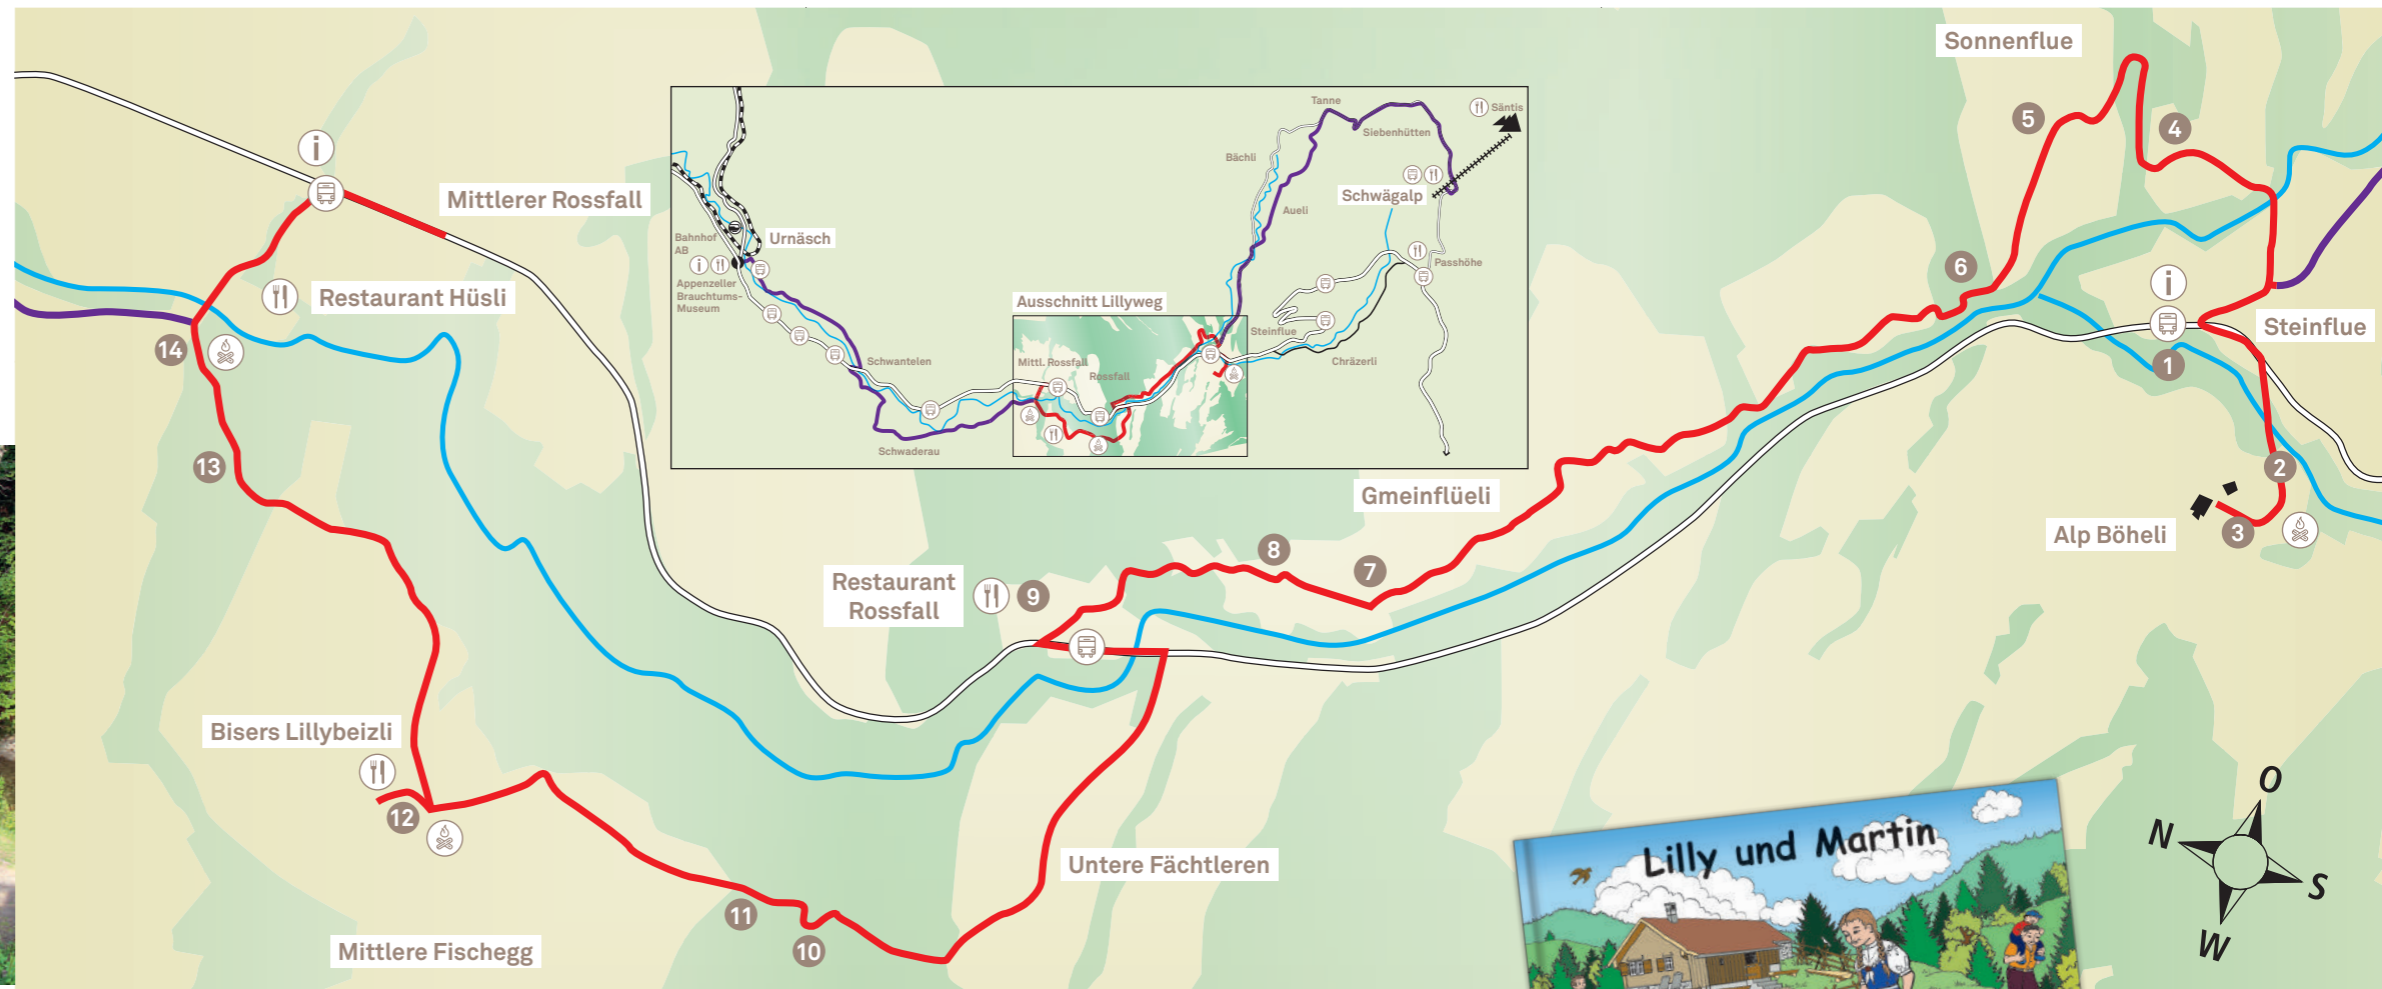 Sonnenflue
5
4
i
Mittlerer Rossfall
Restaurant Hüsli
14
13
Tanne
Säntis
Siebenhütten
Bächli
Schwägalp
Aueli
Bahnhof
AB
Urnäsch
i
Appenzeller
Brauchtums-
Museum
Passhöhe
Ausschnitt Lillyweg
Steinflue
Mittl. Rossfall
Rossfall
Chräzerli
Schwantelen
Schwaderau
6
i
Steinflue
1
2
3
Alp Böheli
Gmeinflüeli
8
7
Restaurant
Rossfall
9
Bisers Lillybeizli
12
Untere Fächtleren
11
10
Mittlere Fischegg
Lilly und Martin
O
N
S
W